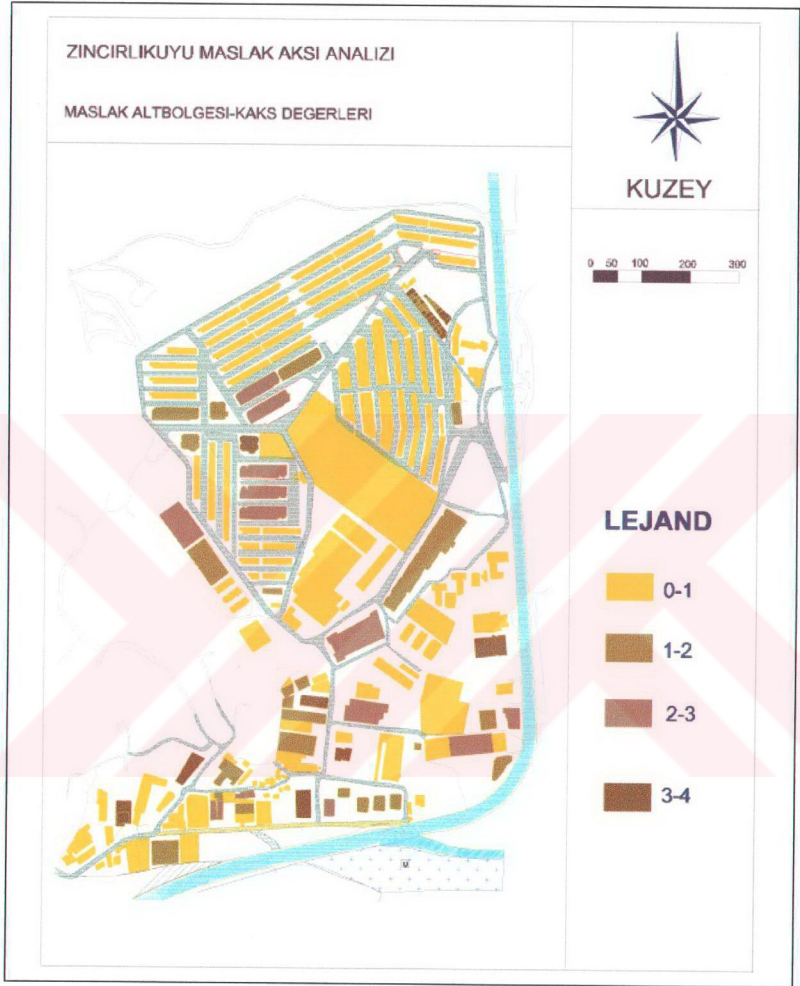 ZINCIRLIKUYU MASLAK AKSI ANALIZI
MASLAK ALTBOLGESI-KAKS DEGERLERI
KUZEY
0 50 100 200 300
LEJAND
0-1
1-2
2-3
3-4